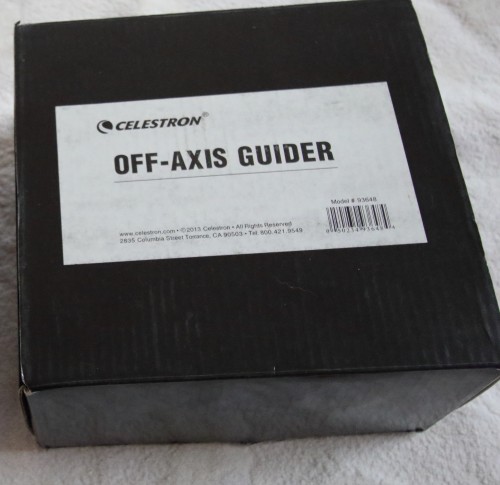 CELESTRON®
OFF-AXIS GUIDER
Model # 93648
www.celestron.com • ©2013 Celestron • All Rights Reserved
2835 Columbia Street Torrance, CA 90503 • Tel. 800.421.9549